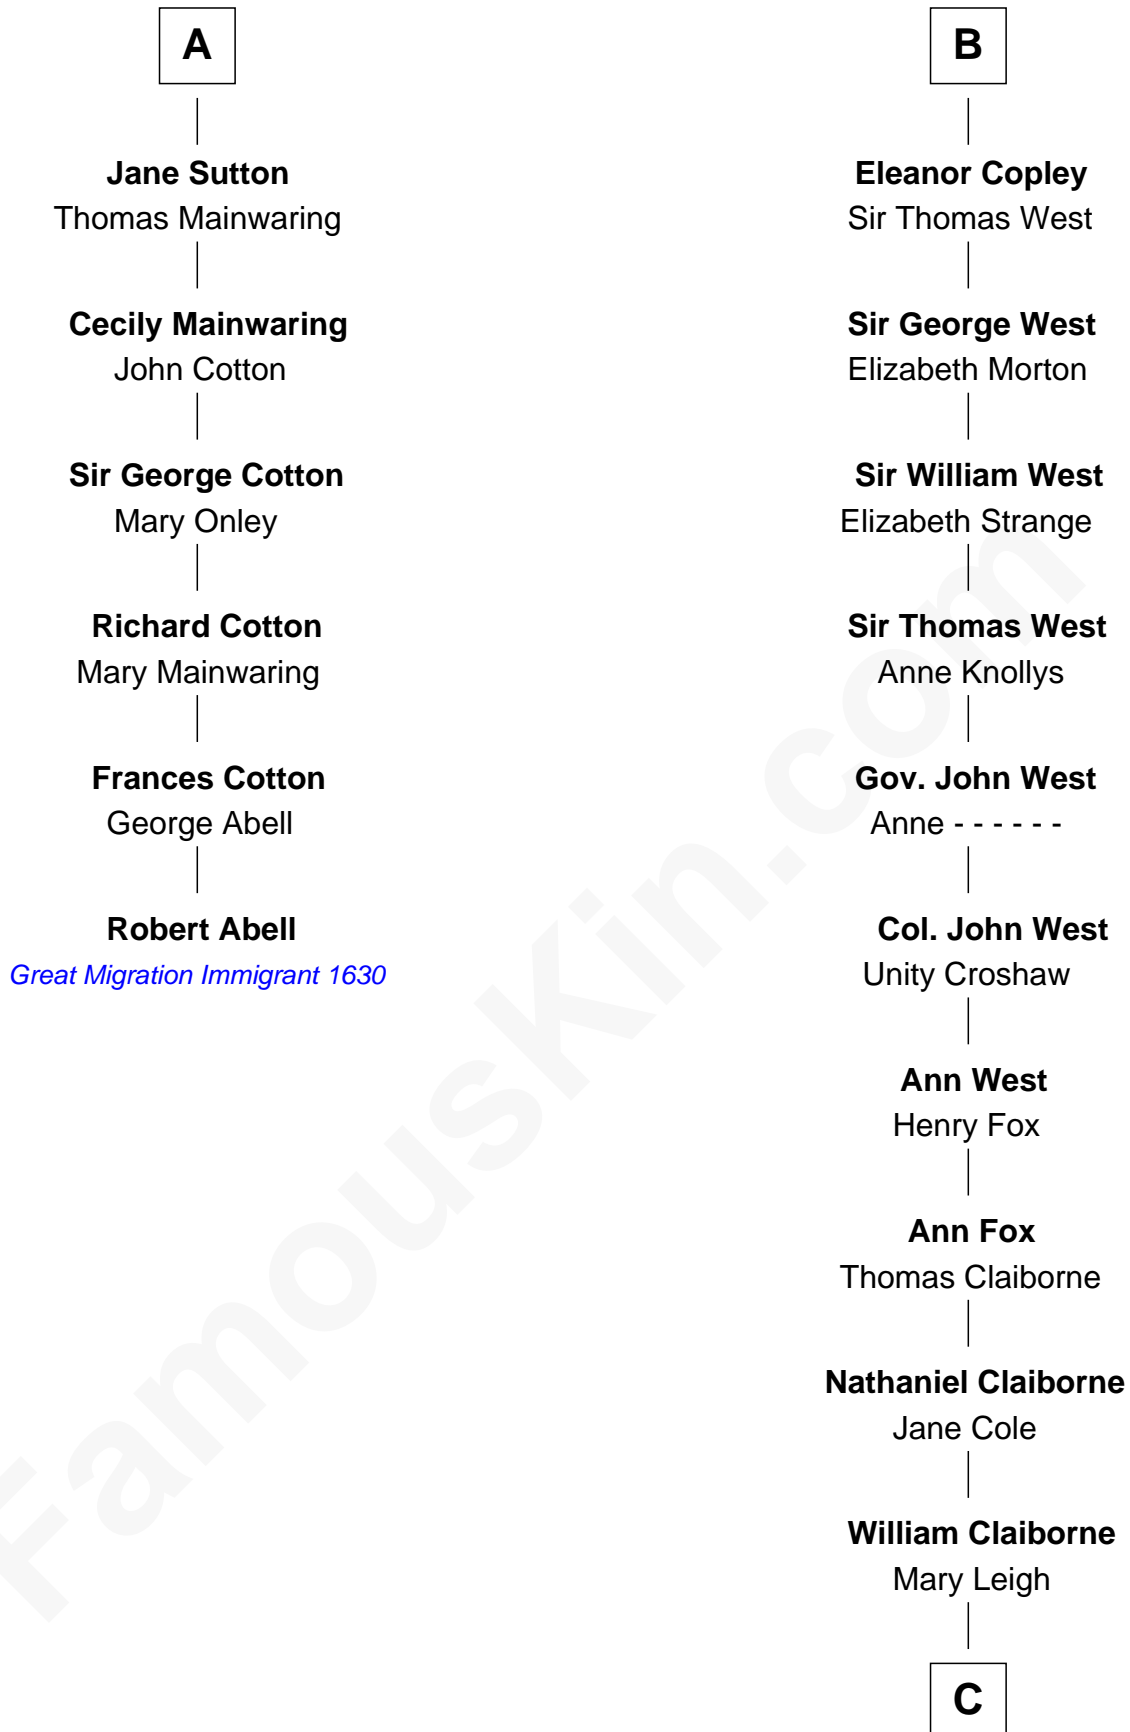 A
Jane Sutton
Thomas Mainwaring
Cecily Mainwaring
John Cotton
Sir George Cotton
Mary Onley
Richard Cotton
Mary Mainwaring
Frances Cotton
George Abell
Robert Abell
Great Migration Immigrant 1630
B
Eleanor Copley
Sir Thomas West
Sir George West
Elizabeth Morton
Sir William West
Elizabeth Strange
Sir Thomas West
Anne Knollys
Gov. John West
Anne - - - - - -
Col. John West
Unity Croshaw
Ann West
Henry Fox
Ann Fox
Thomas Claiborne
Nathaniel Claiborne
Jane Cole
William Claiborne
Mary Leigh
C
FamousKin.com